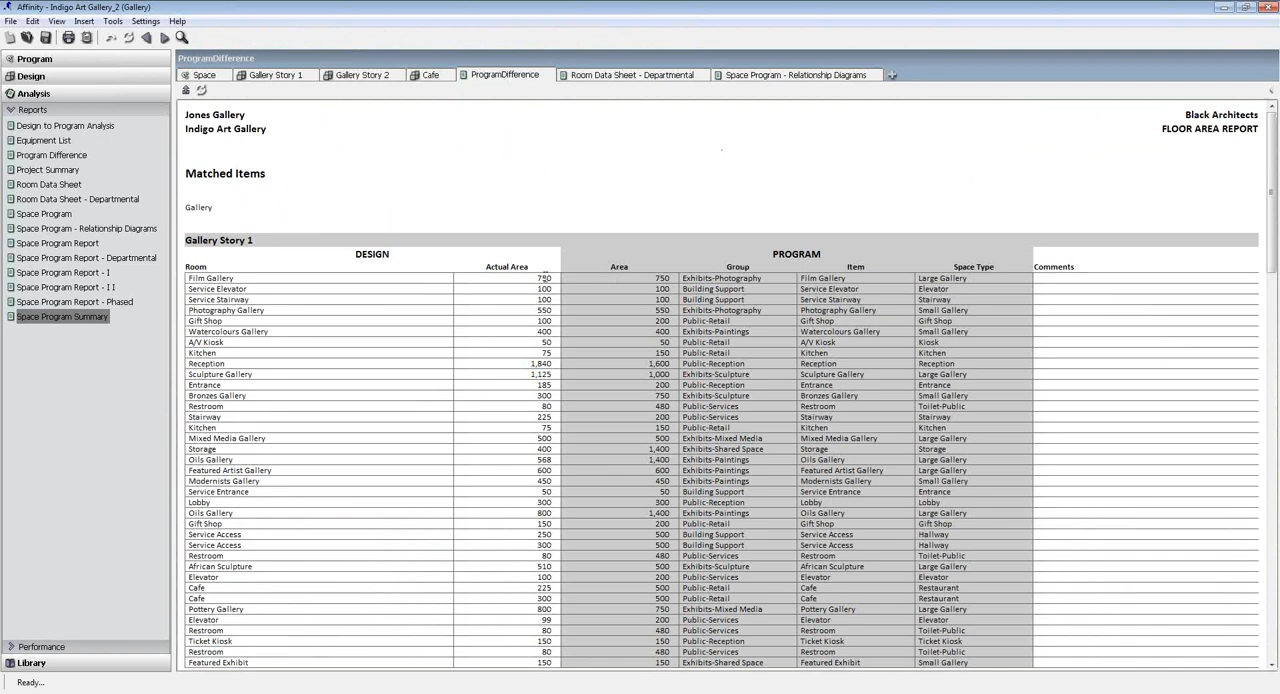 Affinity - Indigo Art Gallery_2 (Gallery)
File Edit View Insert Tools Settings Help
Program
Design
Analysis
Reports
Design to Program Analysis
Equipment List
Program Difference
Project Summary
Room Data Sheet
Room Data Sheet - Departmental
Space Program
Space Program - Relationship Diagrams
Space Program Report
Space Program Report - Departmental
Space Program Report - I
Space Program Report - I I
Space Program Report - Phased
Space Program Summary
Performance
Library
Ready...
ProgramDifference
Space Gallery Story 1 Gallery Story 2 Cafe ProgramDifference Room Data Sheet - Departmental Space Program - Relationship Diagrams
Jones Gallery Black Architects
Indigo Art Gallery FLOOR AREA REPORT
Matched Items
Gallery
Gallery Story 1
DESIGN PROGRAM
Room Actual Area Area Group Item Space Type Comments
Film Gallery 750 750 Exhibits-Photography Film Gallery Large Gallery
Service Elevator 100 100 Building Support Service Elevator Elevator
Service Stairway 100 100 Building Support Service Stairway Stairway
Photography Gallery 550 550 Exhibits-Photography Photography Gallery Small Gallery
Gift Shop 100 200 Public-Retail Gift Shop Gift Shop
Watercolours Gallery 400 400 Exhibits-Paintings Watercolours Gallery Small Gallery
A/V Kiosk 50 50 Public-Retail A/V Kiosk Kiosk
Kitchen 75 150 Public-Retail Kitchen Kitchen
Reception 1,840 1,600 Public-Reception Reception Reception
Sculpture Gallery 1,125 1,000 Exhibits-Sculpture Sculpture Gallery Large Gallery
Entrance 185 200 Public-Reception Entrance Entrance
Bronzes Gallery 300 750 Exhibits-Sculpture Bronzes Gallery Large Gallery
Restroom 80 480 Public-Services Restroom Toilet-Public
Stairway 225 200 Public-Services Stairway Stairway
Kitchen 75 150 Public-Retail Kitchen Kitchen
Mixed Media Gallery 500 500 Exhibits-Mixed Media Mixed Media Gallery Large Gallery
Storage 400 1,400 Exhibits-Shared Space Storage Storage
Oils Gallery 568 1,400 Exhibits-Paintings Oils Gallery Large Gallery
Featured Artist Gallery 600 600 Exhibits-Paintings Featured Artist Gallery Large Gallery
Modernists Gallery 450 450 Exhibits-Paintings Modernists Gallery Small Gallery
Service Entrance 50 50 Building Support Service Entrance Entrance
Lobby 300 300 Public-Reception Lobby Lobby
Oils Gallery 800 1,400 Exhibits-Paintings Oils Gallery Large Gallery
Gift Shop 150 200 Public-Retail Gift Shop Gift Shop
Service Access 250 500 Building Support Service Access Hallway
Service Access 300 500 Building Support Service Access Hallway
Restroom 80 480 Public-Services Restroom Toilet-Public
African Sculpture 510 500 Exhibits-Sculpture African Sculpture Large Gallery
Elevator 100 200 Public-Services Elevator Elevator
Cafe 225 500 Public-Retail Cafe Restaurant
Cafe 300 500 Public-Retail Cafe Restaurant
Pottery Gallery 800 750 Exhibits-Mixed Media Pottery Gallery Large Gallery
Elevator 99 200 Public-Services Elevator Elevator
Restroom 80 480 Public-Services Restroom Toilet-Public
Ticket Kiosk 150 150 Public-Reception Ticket Kiosk Ticket Kiosk
Restroom 80 480 Public-Services Restroom Toilet-Public
Featured Exhibit 150 150 Exhibits-Shared Space Featured Exhibit Small Gallery